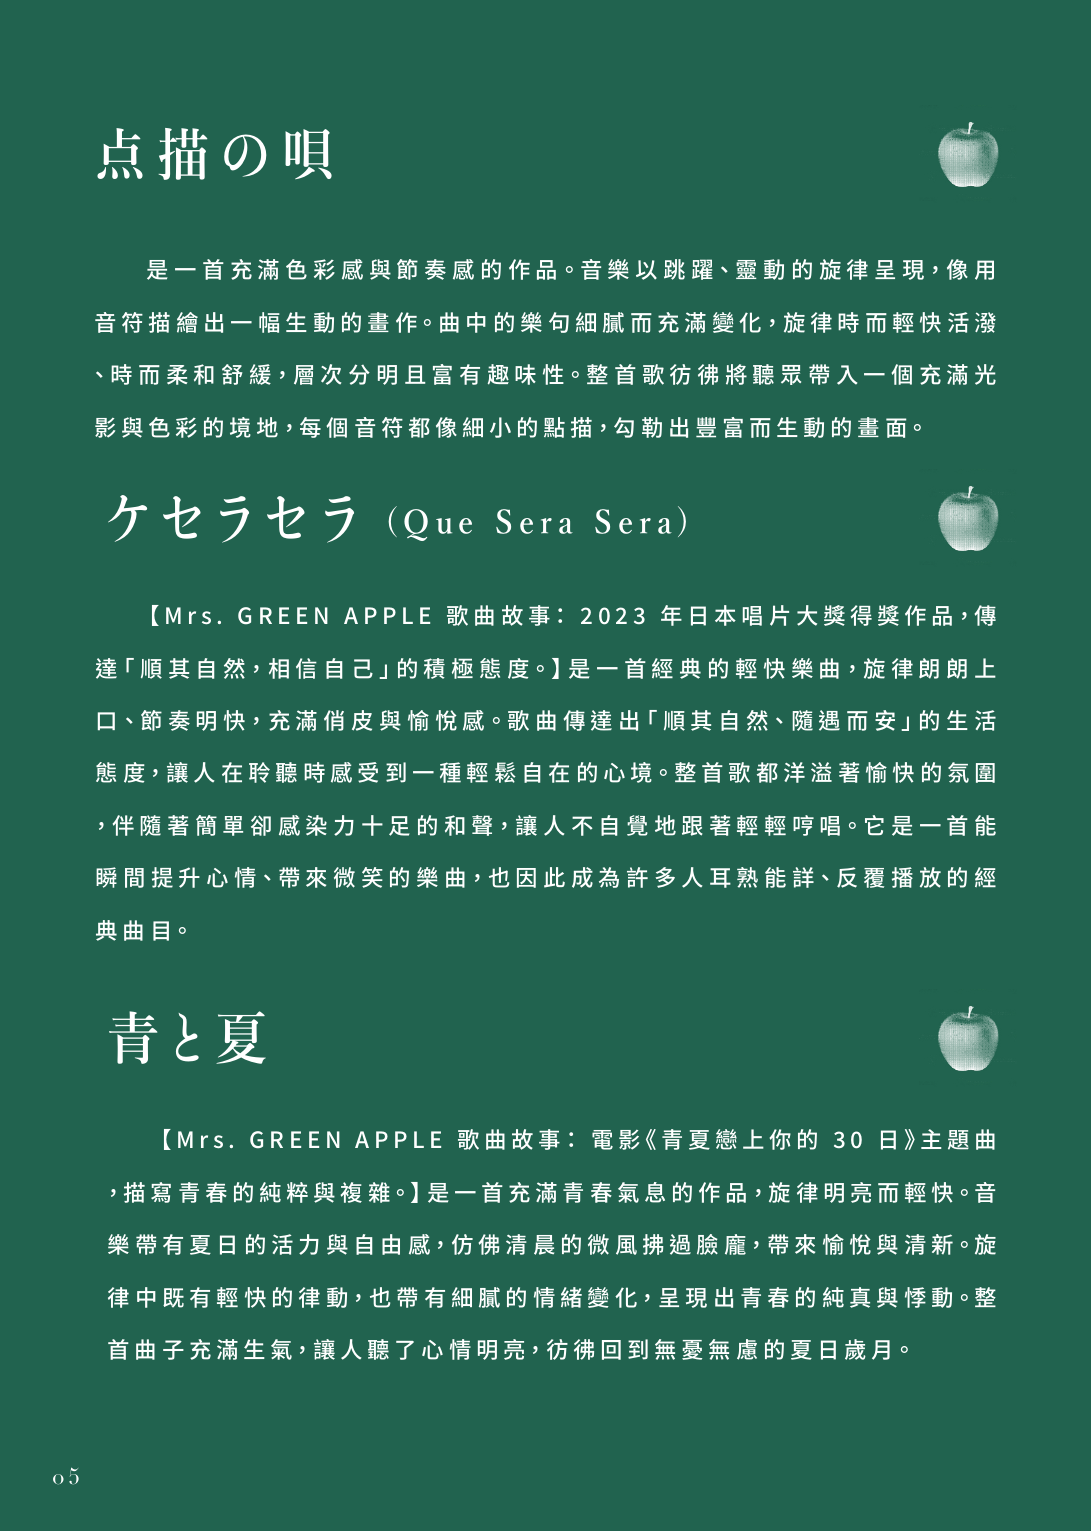 点描の唄
是一首充滿色彩感與節奏感的作品。音樂以跳躍、靈動的旋律呈現，像用
音符描繪出一幅生動的畫作。曲中的樂句細膩而充滿變化，旋律時而輕快活潑
、時而柔和舒緩，層次分明且富有趣味性。整首歌彷彿將聽眾帶入一個充滿光
影與色彩的境地，每個音符都像細小的點描，勾勒出豐富而生動的畫面。
ケセラセラ（Que Sera Sera）
【Mrs. GREEN APPLE 歌曲故事： 2023 年日本唱片大獎得獎作品，傳
達「順其自然，相信自己」的積極態度。】是一首經典的輕快樂曲，旋律朗朗上
口、節奏明快，充滿俏皮與愉悅感。歌曲傳達出「順其自然、隨遇而安」的生活
態度，讓人在聆聽時感受到一種輕鬆自在的心境。整首歌都洋溢著愉快的氛圍
，伴隨著簡單卻感染力十足的和聲，讓人不自覺地跟著輕輕哼唱。它是一首能
瞬間提升心情、帶來微笑的樂曲，也因此成為許多人耳熟能詳、反覆播放的經
典曲目。
青と夏
【Mrs. GREEN APPLE 歌曲故事： 電影《青夏戀上你的 30 日》主題曲
，描寫青春的純粹與複雜。】是一首充滿青春氣息的作品，旋律明亮而輕快。音
樂帶有夏日的活力與自由感，仿佛清晨的微風拂過臉龐，帶來愉悅與清新。旋
律中既有輕快的律動，也帶有細膩的情緒變化，呈現出青春的純真與悸動。整
首曲子充滿生氣，讓人聽了心情明亮，彷彿回到無憂無慮的夏日歲月。
05